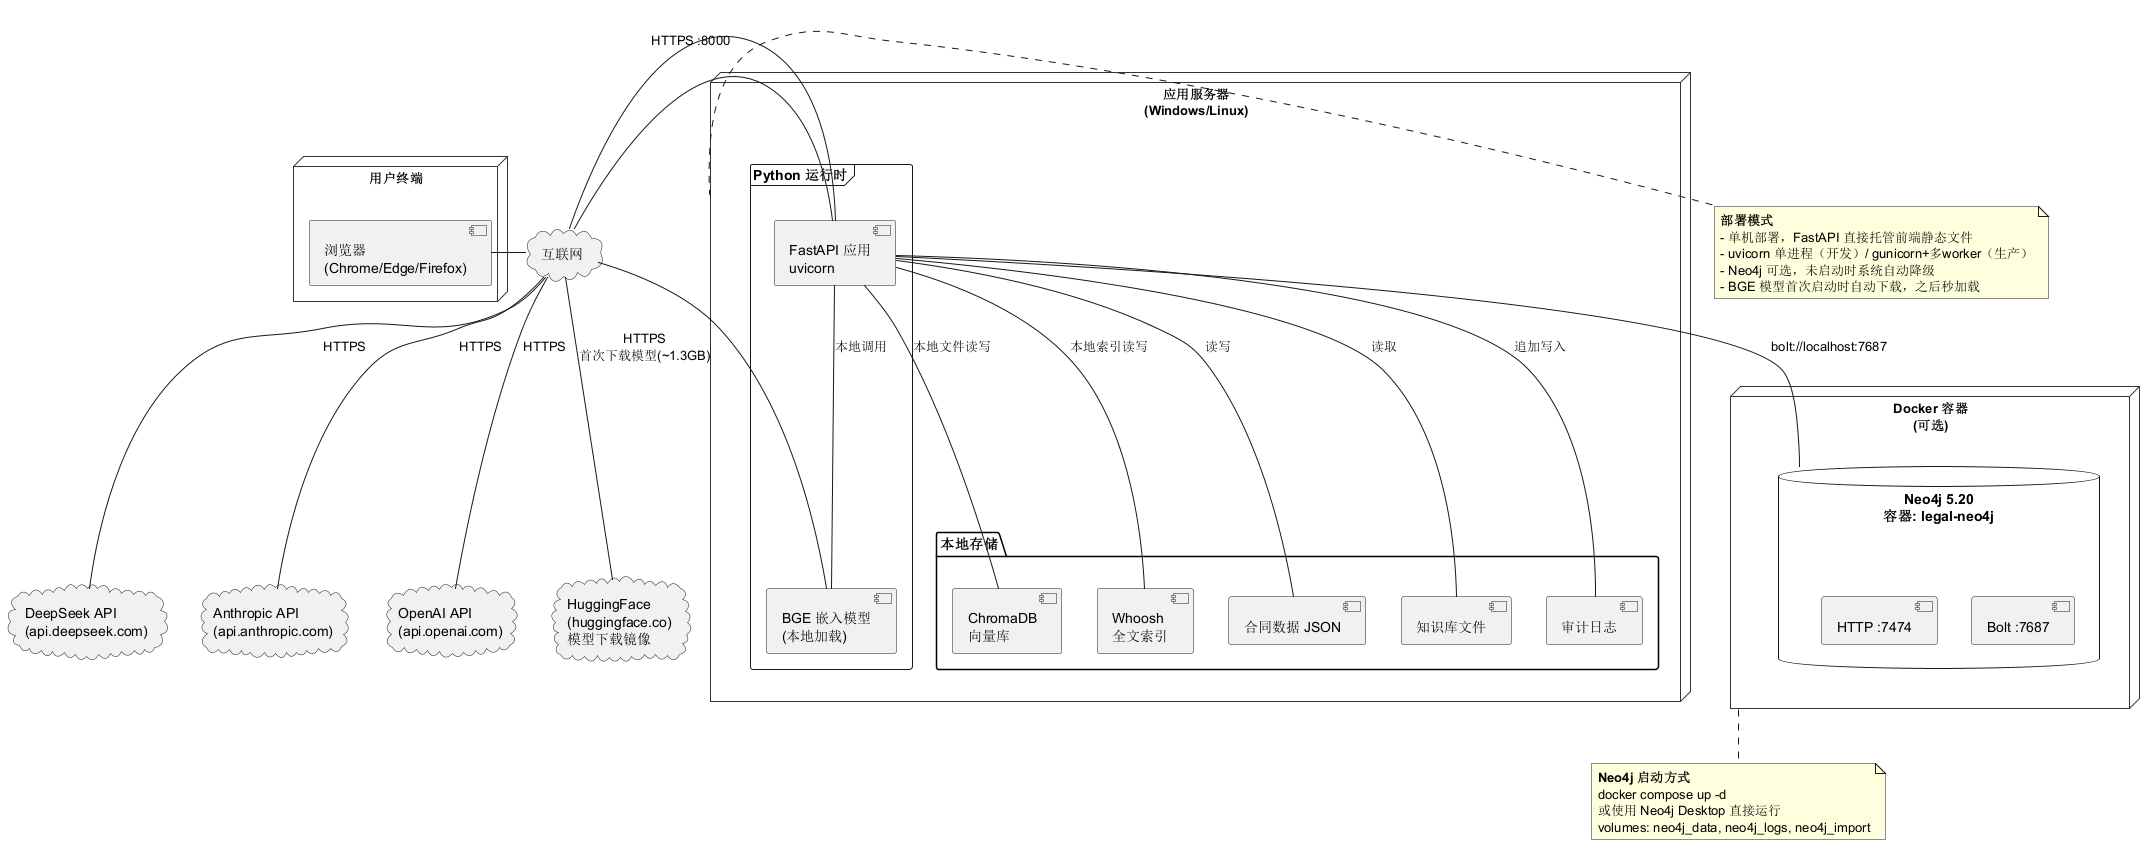 HTTPS :8000
应用服务器
(Windows/Linux)
用户终端
浏览器
(Chrome/Edge/Firefox)
互联网
Python 运行时
FastAPI 应用
uvicorn
部署模式
- 单机部署，FastAPI 直接托管前端静态文件
- uvicorn 单进程（开发）/ gunicorn+多worker（生产）
- Neo4j 可选，未启动时系统自动降级
- BGE 模型首次启动时自动下载，之后秒加载
HTTPS
HTTPS
HTTPS
HTTPS
首次下载模型(~1.3GB)
本地调用
本地文件读写
本地索引读写
读写
读取
追加写入
bolt://localhost:7687
Docker 容器
(可选)
Neo4j 5.20
容器: legal-neo4j
HTTP :7474
Bolt :7687
本地存储
DeepSeek API
(api.deepseek.com)
Anthropic API
(api.anthropic.com)
OpenAI API
(api.openai.com)
HuggingFace
(huggingface.co)
模型下载镜像
BGE 嵌入模型
(本地加载)
ChromaDB
向量库
Whoosh
全文索引
合同数据 JSON
知识库文件
审计日志
Neo4j 启动方式
docker compose up -d
或使用 Neo4j Desktop 直接运行
volumes: neo4j_data, neo4j_logs, neo4j_import